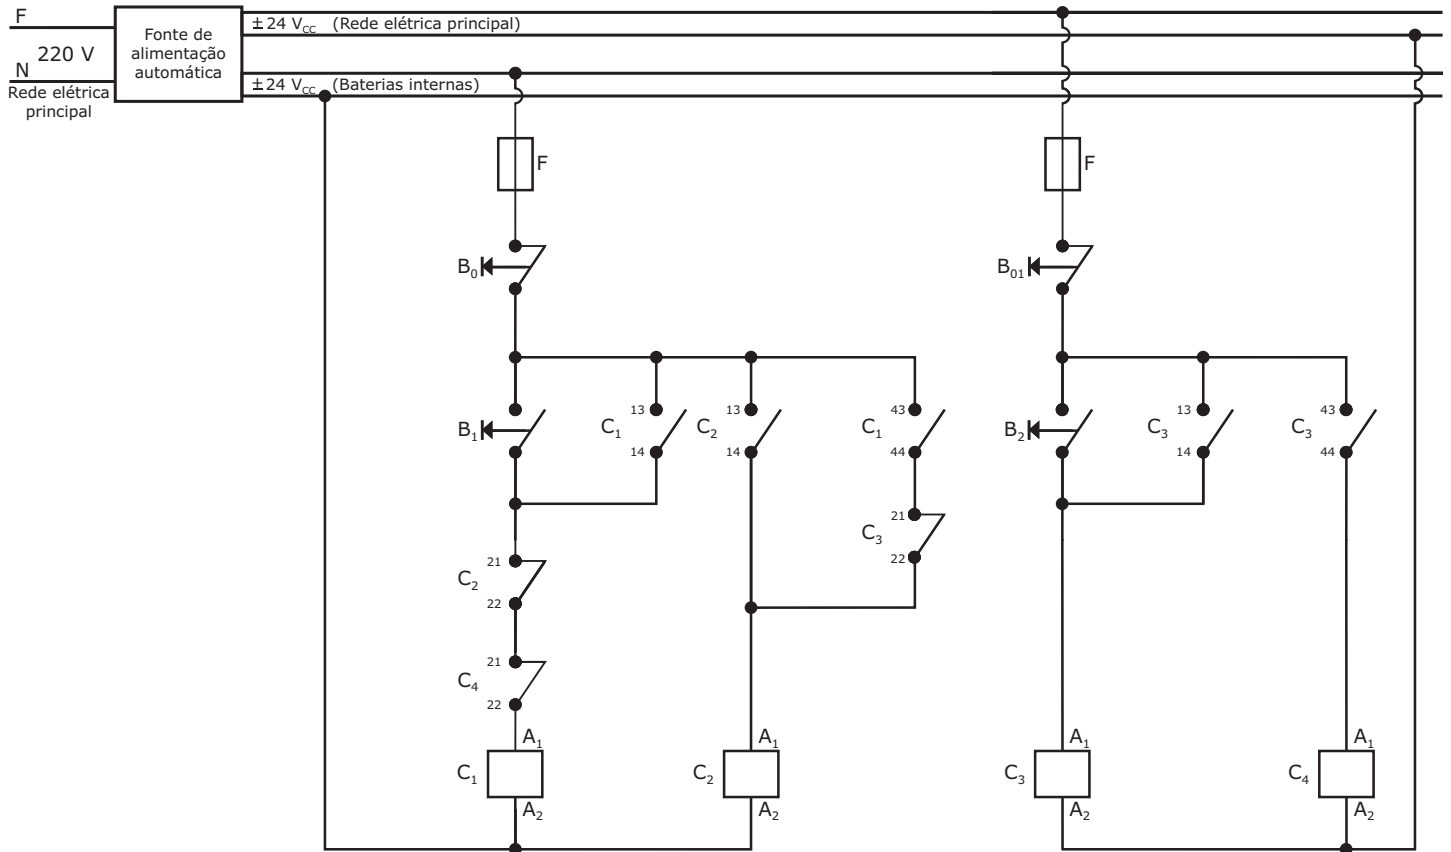 F
220 V
N
Rede elétrica
principal
Fonte de
alimentação
automática
± 24 V_CC (Rede elétrica principal)
± 24 V_CC (Baterias internas)
F
F
B₀
B₀₁
B₁
C₁
13
14
C₂
13
14
C₁
43
44
B₂
C₃
13
14
C₃
43
44
C₃
21
22
C₂
21
22
C₄
21
22
C₁
A₁
A₂
C₂
A₁
A₂
C₃
A₁
A₂
C₄
A₁
A₂